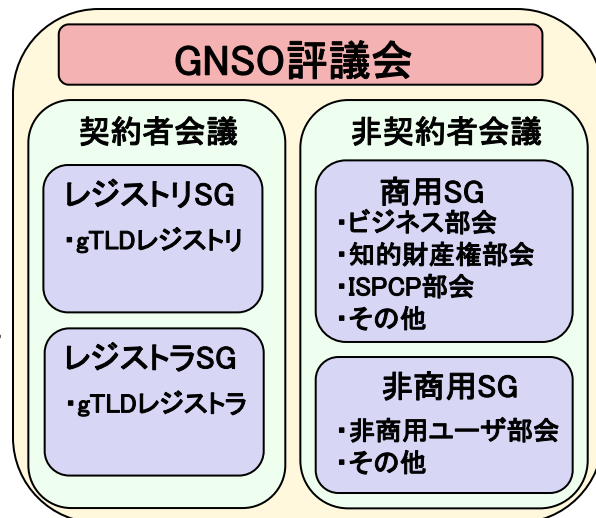 GNSO評議会
契約者会議
レジストリSG
・gTLDレジストリ
レジストラSG
・gTLDレジストラ
非契約者会議
商用SG
・ビジネス部会
・知的財産権部会
・ISPCP部会
・その他
非商用SG
・非商用ユーザ部会
・その他